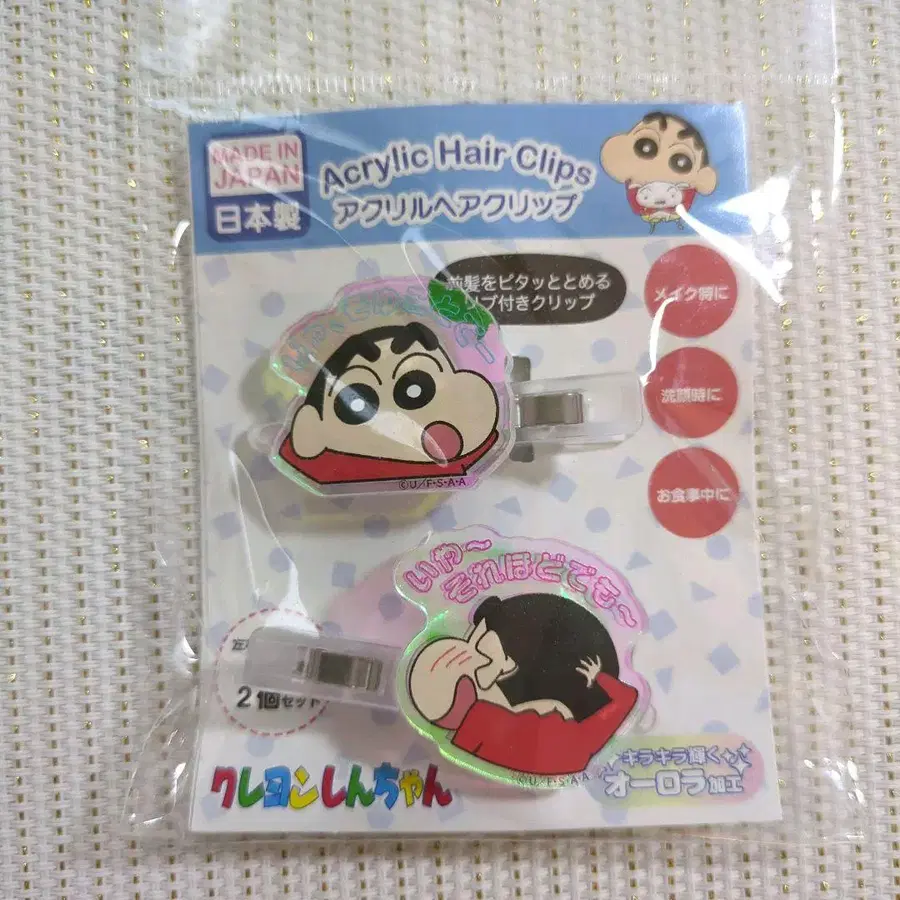 MADE IN
JAPAN
日本製
Acrylic Hair Clips
アクリルヘアクリップ
前髪をピタッととめる
リブ付きクリップ
メイク時に
洗顔時に
お食事中に
©U/F・S・A・A
いや〜
それほどでも〜
2個セット
©U/F・S・A・A
クレヨンしんちゃん
キラキラ輝く
オーロラ加工